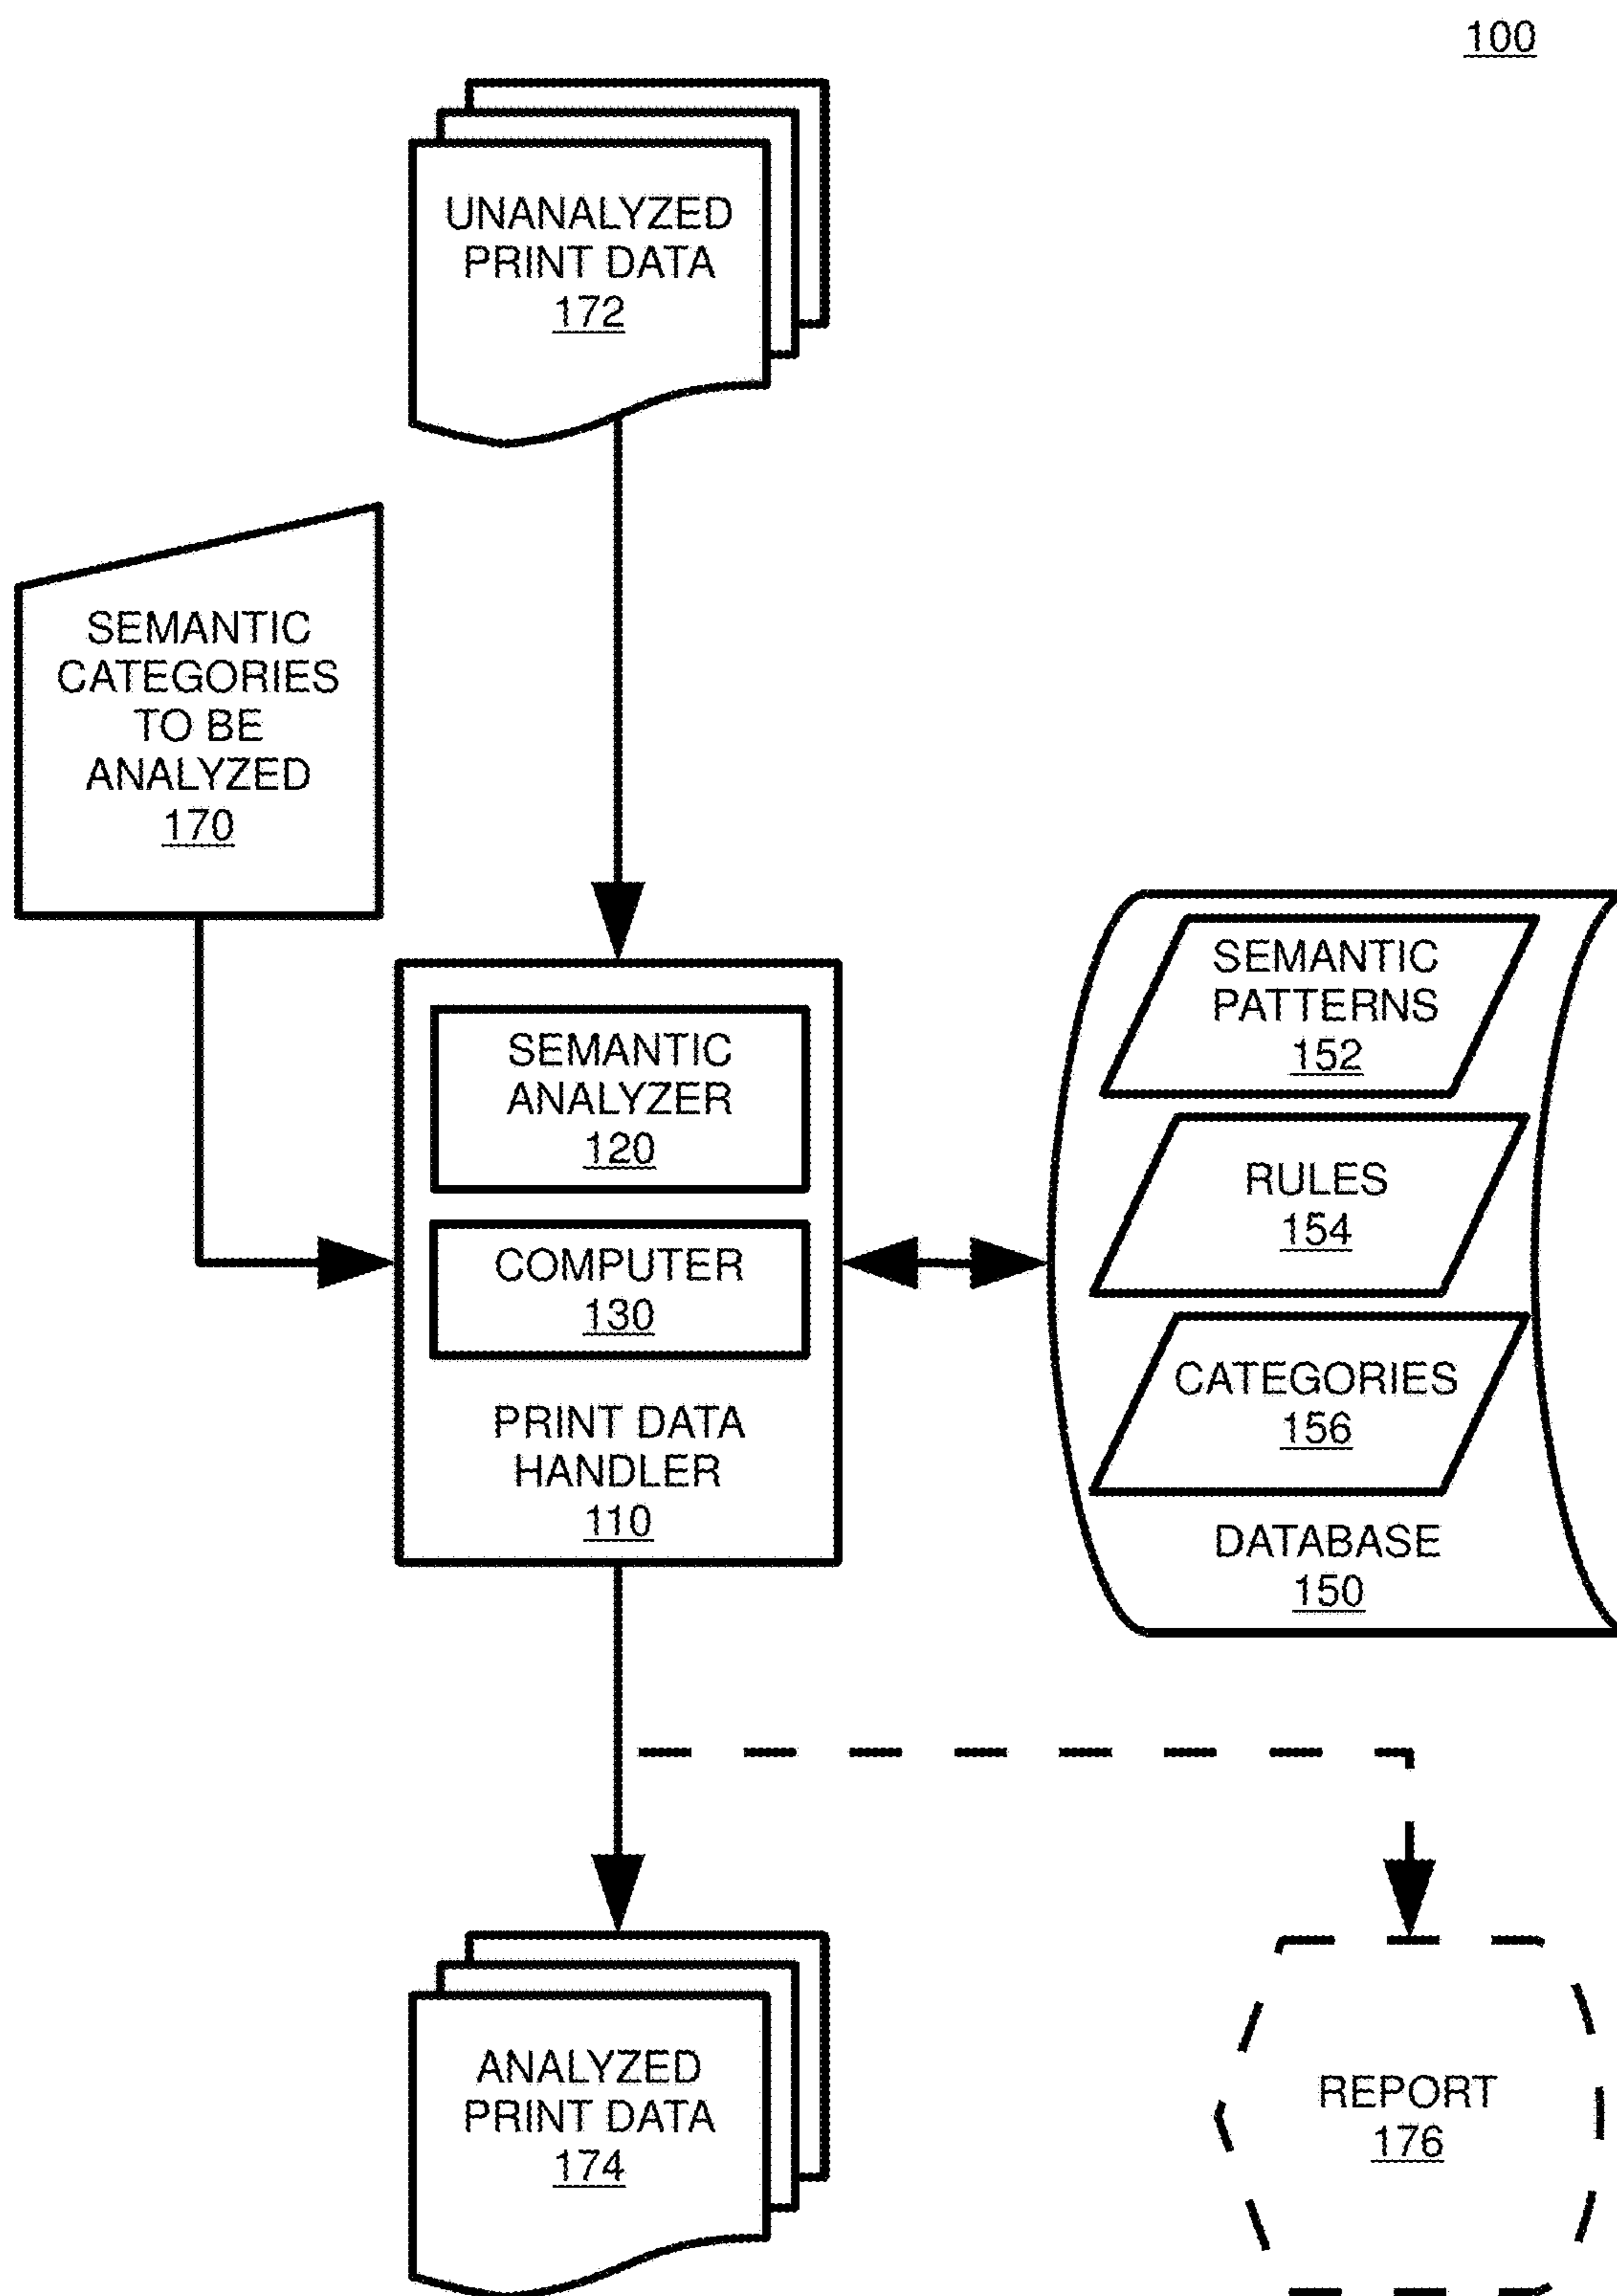 100
UNANALYZED
PRINT DATA
172
SEMANTIC
CATEGORIES
TO BE
ANALYZED
170
SEMANTIC
ANALYZER
120
COMPUTER
130
PRINT DATA
HANDLER
110
SEMANTIC
PATTERNS
152
RULES
154
CATEGORIES
156
DATABASE
150
ANALYZED
PRINT DATA
174
REPORT
176